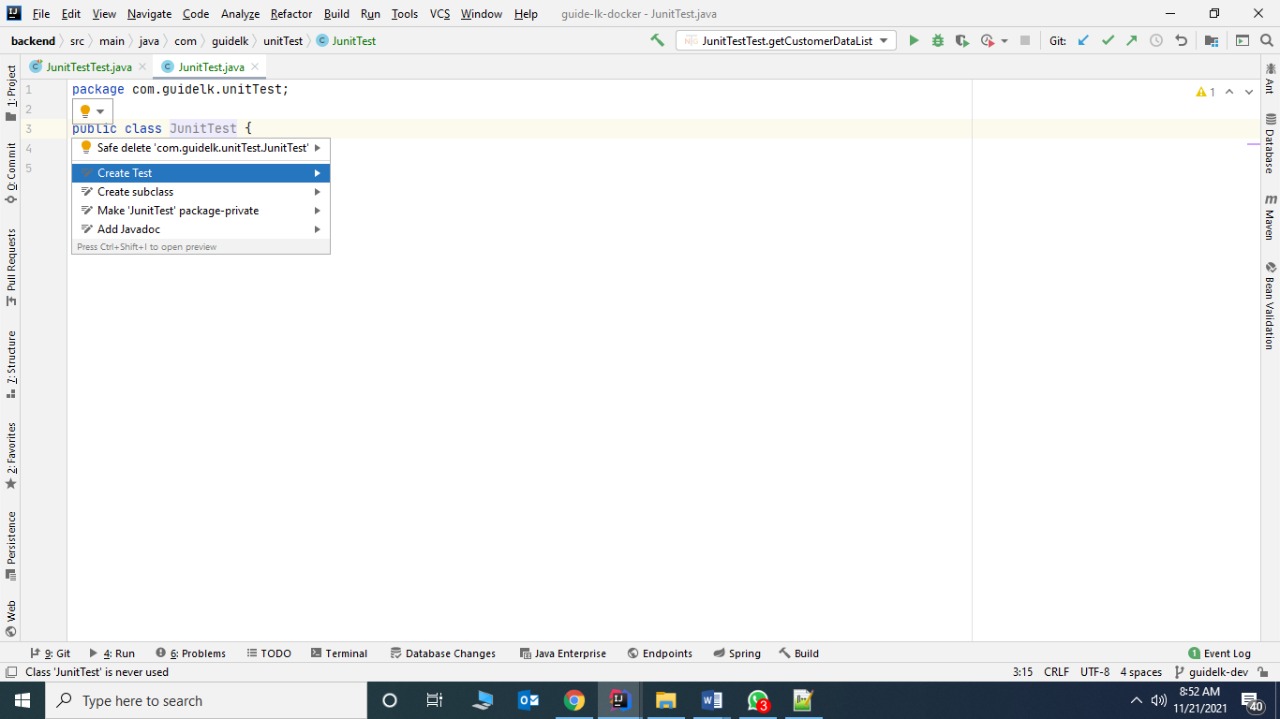 File Edit View Navigate Code Analyze Refactor Build Run Tools VCS Window Help guide-lk-docker - JunitTest.java
backend src main java com guidelk unitTest JunitTest JunitTestTest.getCustomerDataList Git:
JunitTestTest.java JunitTest.java
1 package com.guidelk.unitTest; 1
2
3 public class JunitTest {
4 Safe delete 'com.guidelk.unitTest.JunitTest'
5 Create Test
Create subclass
Make 'JunitTest' package-private
Add Javadoc
Press Ctrl+Shift+I to open preview
1: Project
0: Commit
Pull Requests
7: Structure
2: Favorites
Persistence
Web
Ant
Database
m Maven
Bean Validation
9: Git 4: Run 6: Problems TODO Terminal Database Changes Java Enterprise Endpoints Spring Build 1 Event Log
Class 'JunitTest' is never used 3:15 CRLF UTF-8 4 spaces guidelk-dev
Type here to search 3 8:52 AM
11/21/2021 40